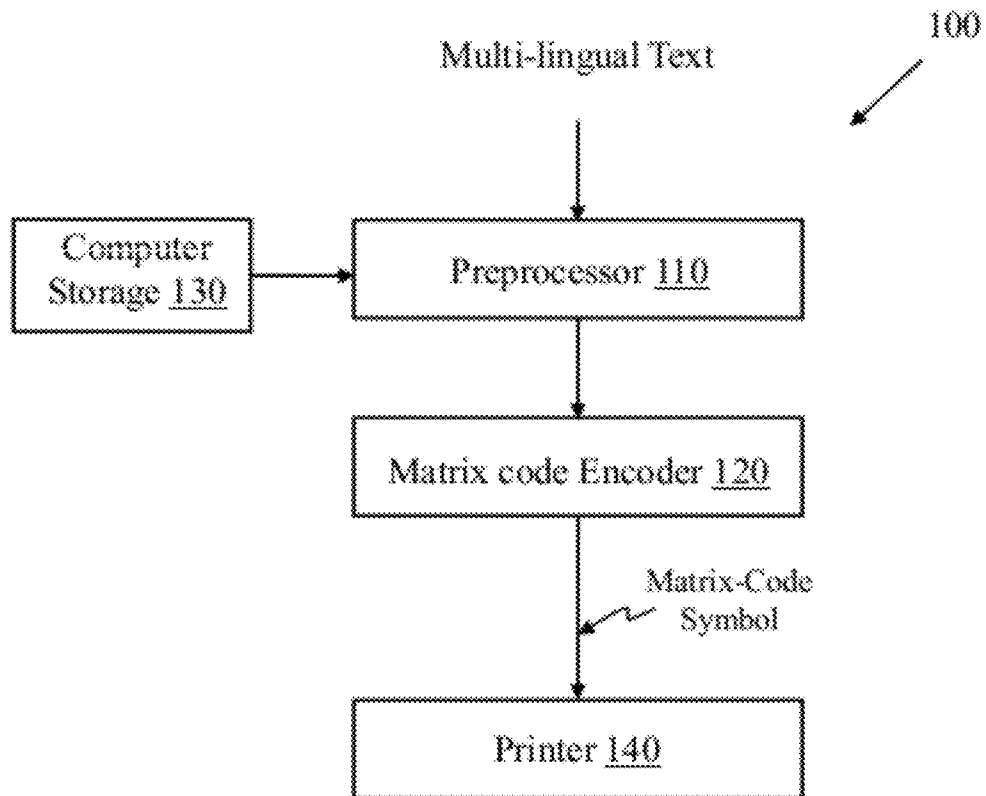 100
Multi-lingual Text
Computer
Storage 130
Preprocessor 110
Matrix code Encoder 120
Matrix-Code
Symbol
Printer 140